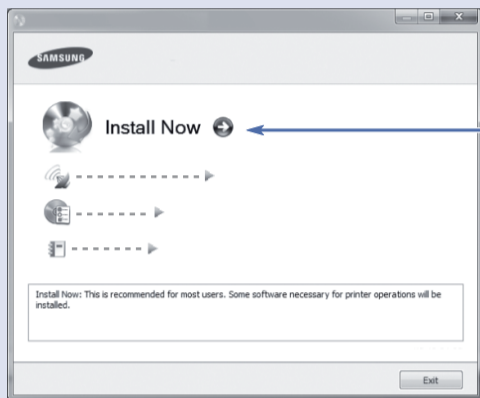 SAMSUNG
Install Now
Install Now: This is recommended for most users. Some software necessary for printer operations will be
installed.
Exit